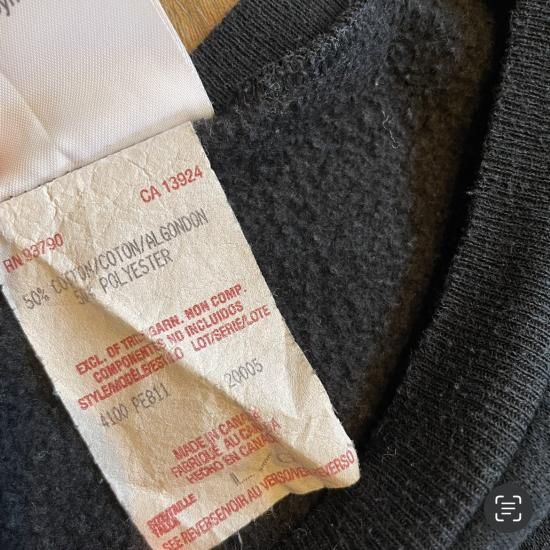 CA 13924
RN 93790
50% COTTON/COTON/ALGONDON
50% POLYESTER
EXCL. OF TRIM/GARN. NON COMP.
COMPONENTES NO INCLUIDOS
STYLE/MODÈL/ESTILO LOT/SERIE/LOTE
4100 PE811 20005
MADE IN CANADA
FABRIQUE AU CANADA
HECHO EN CANADA
SEE REVERSE/VOIR AU VERSO/VER REVERSO